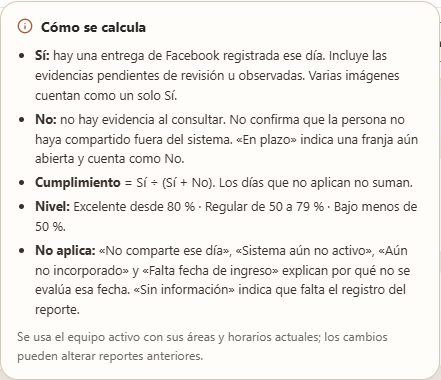 Cómo se calcula
• Sí: hay una entrega de Facebook registrada ese día. Incluye las
evidencias pendientes de revisión u observadas. Varias imágenes
cuentan como un solo Sí.
• No: no hay evidencia al consultar. No confirma que la persona no
haya compartido fuera del sistema. «En plazo» indica una franja aún
abierta y cuenta como No.
• Cumplimiento = Sí ÷ (Sí + No). Los días que no aplican no suman.
• Nivel: Excelente desde 80 % · Regular de 50 a 79 % · Bajo menos de
50 %.
• No aplica: «No comparte ese día», «Sistema aún no activo», «Aún
no incorporado» y «Falta fecha de ingreso» explican por qué no se
evalúa esa fecha. «Sin información» indica que falta el registro del
reporte.
Se usa el equipo activo con sus áreas y horarios actuales; los cambios
pueden alterar reportes anteriores.